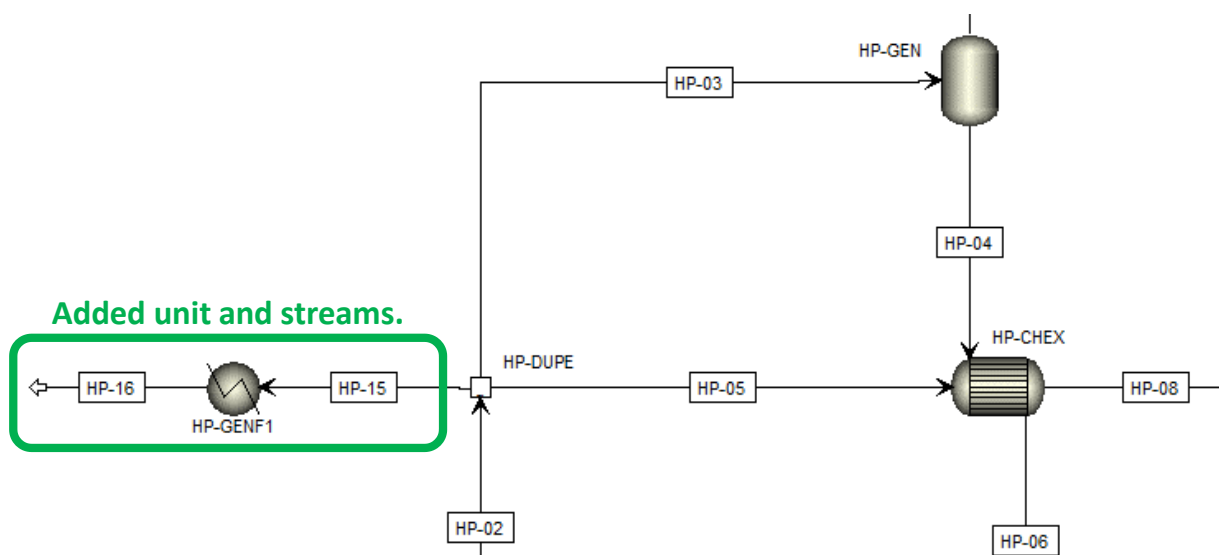 HP-GEN
HP-03
HP-04
Added unit and streams.
HP-CHEX
HP-DUPE
HP-16
HP-15
HP-05
HP-08
HP-GENF1
HP-02
HP-06